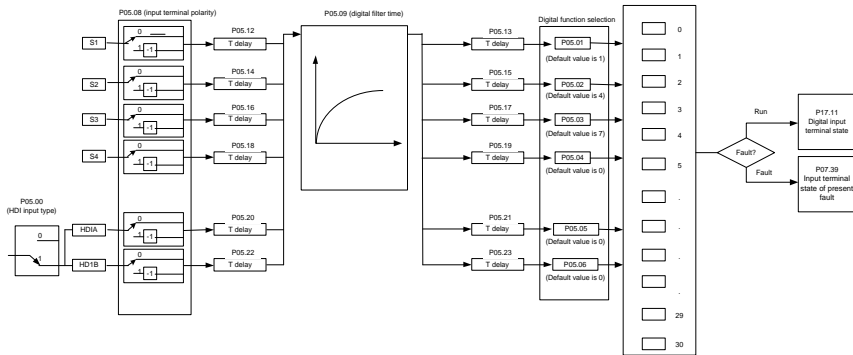 P05.08 (input terminal polarity)
P05.09 (digital filter time)
Digital function selection
S1
0
1
-1
P05.12
T delay
P05.13
T delay
P05.01
(Default value is 1)
S2
0
1
-1
P05.14
T delay
P05.15
T delay
P05.02
(Default value is 4)
S3
0
1
-1
P05.16
T delay
P05.17
T delay
P05.03
(Default value is 7)
S4
0
1
-1
P05.18
T delay
P05.19
T delay
P05.04
(Default value is 0)
P05.00
(HDI input type)
0
1
HDIA
0
1
-1
P05.20
T delay
P05.21
T delay
P05.05
(Default value is 0)
HD1B
0
1
-1
P05.22
T delay
P05.23
T delay
P05.06
(Default value is 0)
0
1
2
3
4
5
.
.
.
.
29
30
Fault?
Run
Fault
P17.11
Digital input
terminal state
P07.39
Input terminal
state of present
fault